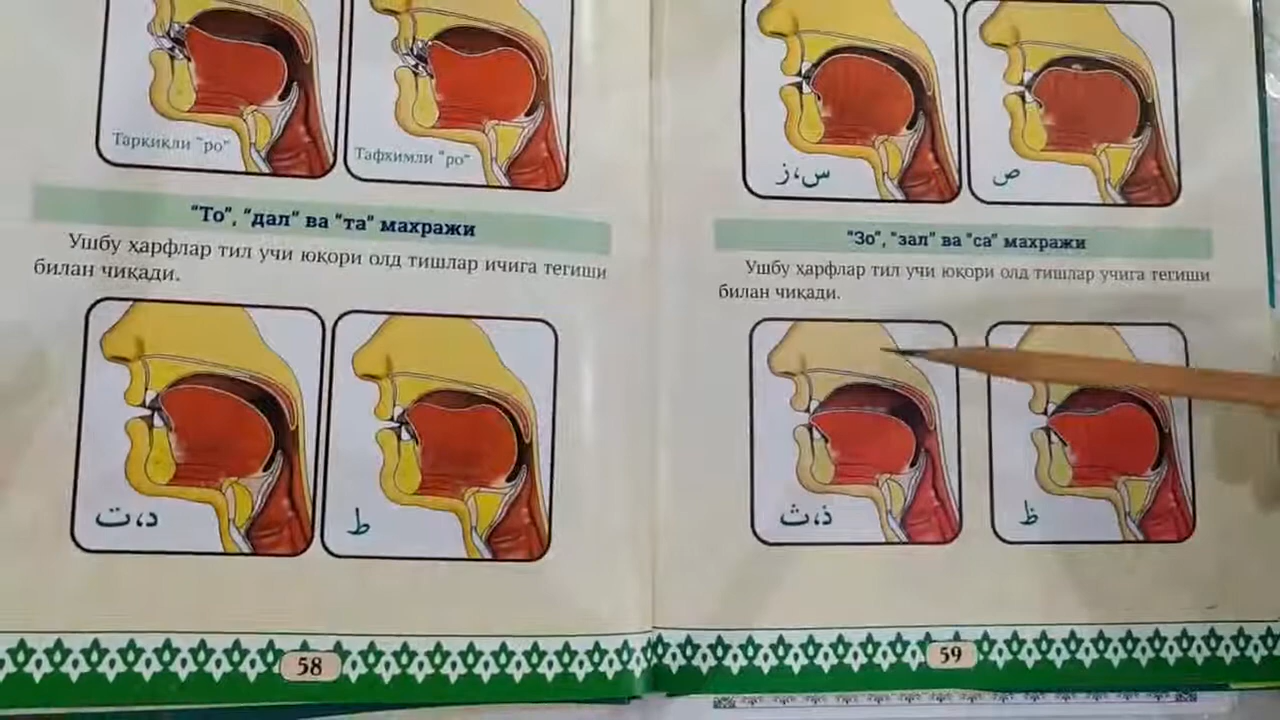 Таркиқли "ро"
Тафхимли "ро"
"То", "дал" ва "та" махражи
Ушбу ҳарфлар тил учи юқори олд тишлар ичига тегиши
билан чиқади.
د، ت
ط
58
س، ز
ص
"Зо", "зал" ва "са" махражи
Ушбу ҳарфлар тил учи юқори олд тишлар учига тегиши
билан чиқади.
ذ، ث
ظ
59